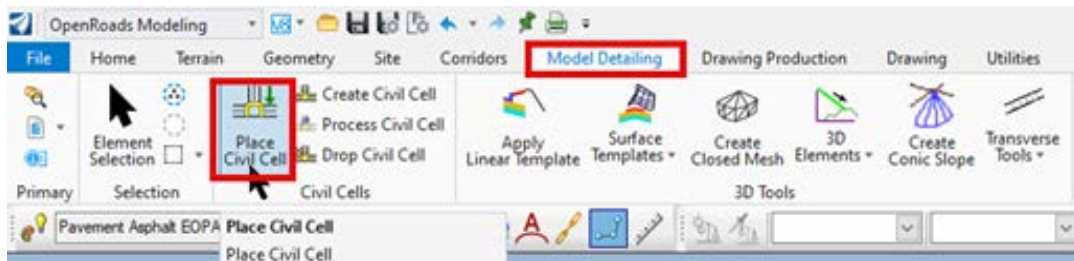 OpenRoads Modeling
File Home Terrain Geometry Site Corridors Model Detailing Drawing Production Drawing Utilities
Element Selection
Place Civil Cell
Create Civil Cell
Process Civil Cell
Drop Civil Cell
Apply Linear Template
Surface Templates
Create Closed Mesh
3D Elements
Create Conic Slope
Transverse Tools
Primary Selection Civil Cells 3D Tools
Pavement Asphalt EOPA
Place Civil Cell
Place Civil Cell